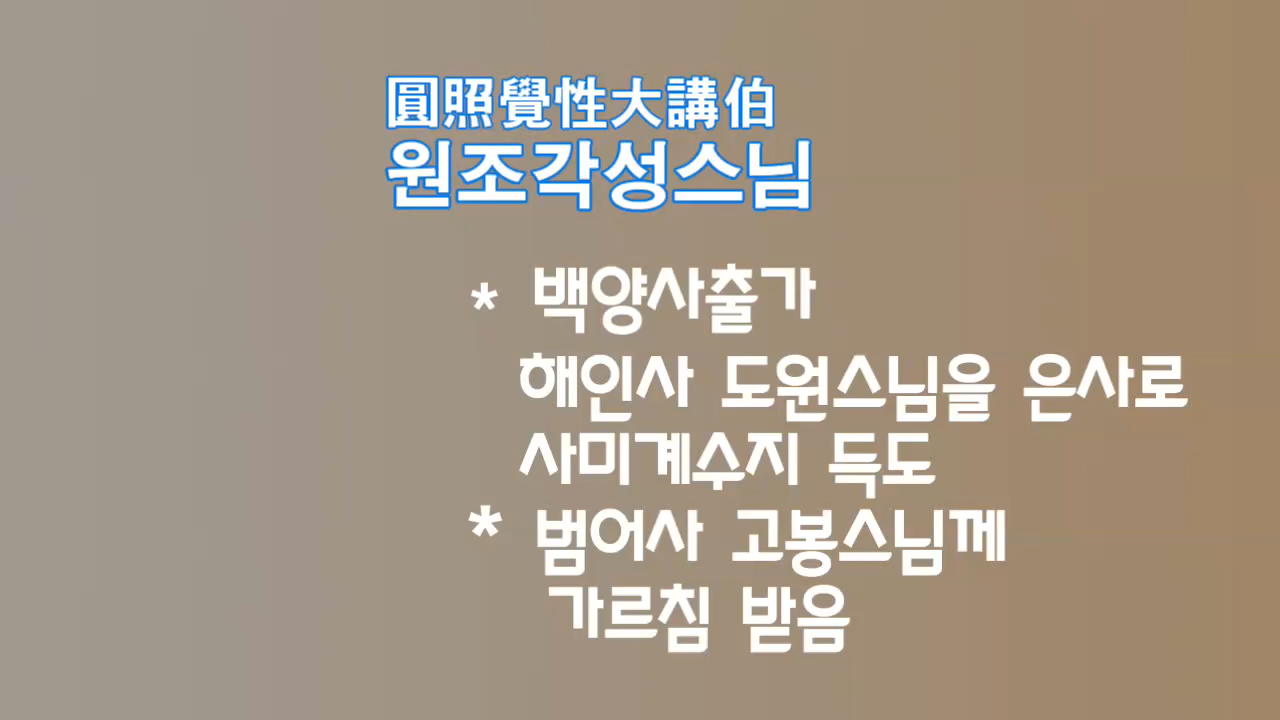 圓照覺性大講伯
원조각성스님
* 백양사출가
해인사 도원스님을 은사로
사미계수지 득도
* 범어사 고봉스님께
가르침 받음